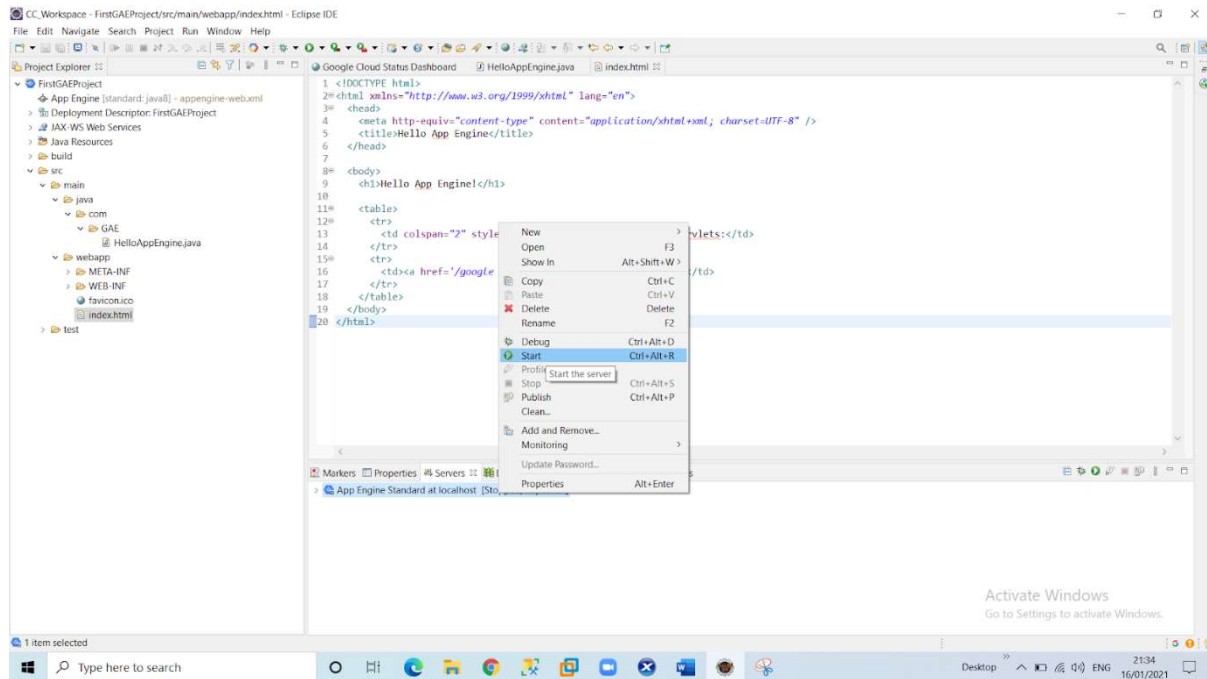 CC_Workspace - FirstGAEProject/src/main/webapp/index.html - Eclipse IDE
File Edit Navigate Search Project Run Window Help
Project Explorer
FirstGAEProject
App Engine [standard: java8] - appengine-web.xml
Deployment Descriptor: FirstGAEProject
JAX-WS Web Services
Java Resources
build
src
main
java
com
GAE
HelloAppEngine.java
webapp
META-INF
WEB-INF
favicon.ico
index.html
test
Google Cloud Status Dashboard HelloAppEngine.java index.html
1 <!DOCTYPE html>
2 <html xmlns="http://www.w3.org/1999/xhtml" lang="en">
3 <head>
4 <meta http-equiv="content-type" content="application/xhtml+xml; charset=UTF-8" />
5 <title>Hello App Engine</title>
6 </head>
7
8 <body>
9 <h1>Hello App Engine!</h1>
10
11 <table>
12 <tr>
13 <td colspan="2" style vlets:</td>
14 </tr>
15 <tr>
16 <td><a href='/google /td>
17 </tr>
18 </table>
19 </body>
20 </html>
New
Open F3
Show In Alt+Shift+W
Copy Ctrl+C
Paste Ctrl+V
Delete Delete
Rename F2
Debug Ctrl+Alt+D
Start Ctrl+Alt+R
Profile
Start the server
Stop Ctrl+Alt+S
Publish Ctrl+Alt+P
Clean...
Add and Remove...
Monitoring
Update Password...
Properties Alt+Enter
Markers Properties Servers
App Engine Standard at localhost
Activate Windows
Go to Settings to activate Windows.
1 item selected
Type here to search
Desktop ENG
21:34
16/01/2021